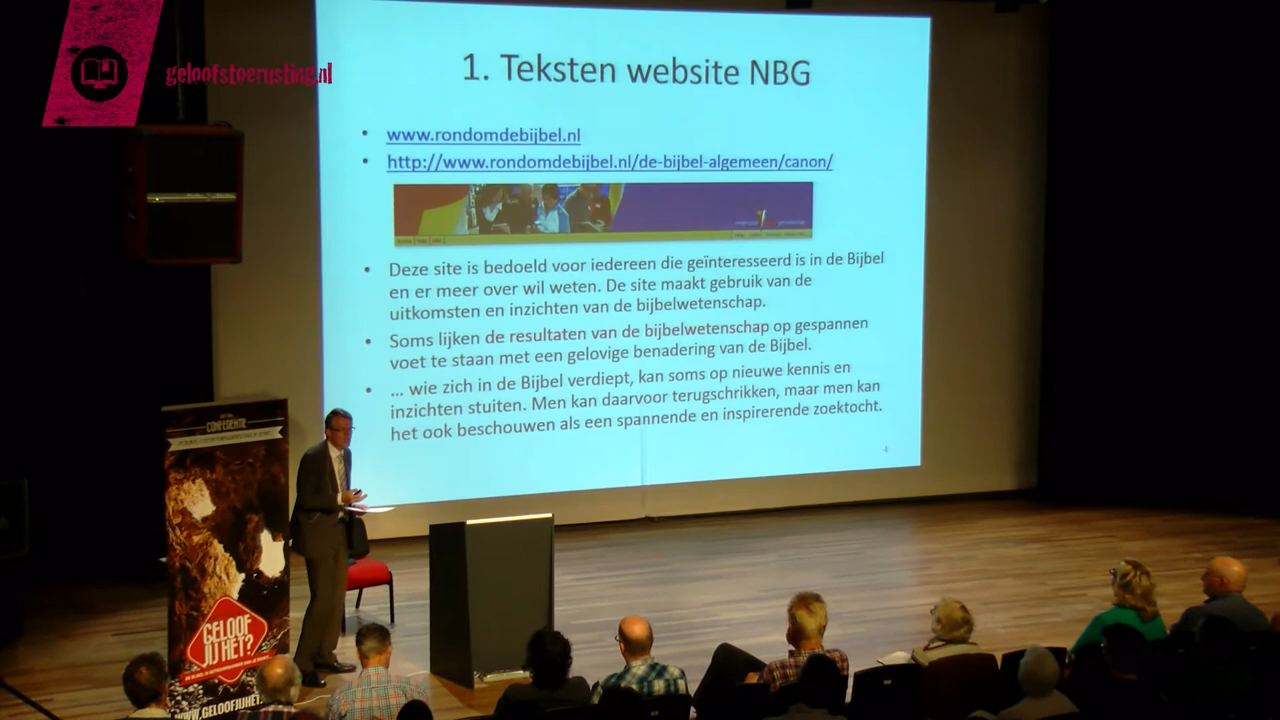 geloofstoerusting.nl
1. Teksten website NBG
• www.rondomdebijbel.nl
• http://www.rondomdebijbel.nl/de-bijbel-algemeen/canon/
• Deze site is bedoeld voor iedereen die geïnteresseerd is in de Bijbel
en er meer over wil weten. De site maakt gebruik van de
uitkomsten en inzichten van de bijbelwetenschap.
• Soms lijken de resultaten van de bijbelwetenschap op gespannen
voet te staan met een gelovige benadering van de Bijbel.
• ... wie zich in de Bijbel verdiept, kan soms op nieuwe kennis en
inzichten stuiten. Men kan daarvoor terugschrikken, maar men kan
het ook beschouwen als een spannende en inspirerende zoektocht.
4
CONFERENTIE
GELOOF
JIJ HET?
WWW.GELOOFJIJHET.